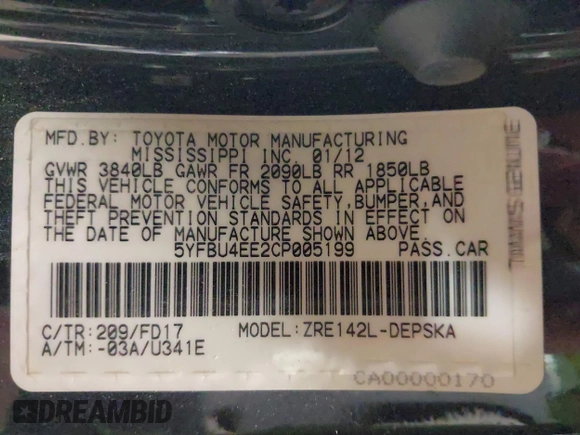 MFD.BY: TOYOTA MOTOR MANUFACTURING
MISSISSIPPI INC. 01/12
GVWR 3840LB GAWR FR 2090LB RR 1850LB
THIS VEHICLE CONFORMS TO ALL APPLICABLE
FEDERAL MOTOR VEHICLE SAFETY,BUMPER,AND
THEFT PREVENTION STANDARDS IN EFFECT ON
THE DATE OF MANUFACTURE SHOWN ABOVE.
5YFBU4EE2CP005199 PASS.CAR
C/TR:209/FD17 MODEL:ZRE142L-DEPSKA
A/TM:-03A/U341E
CA00000170
DREAMBID